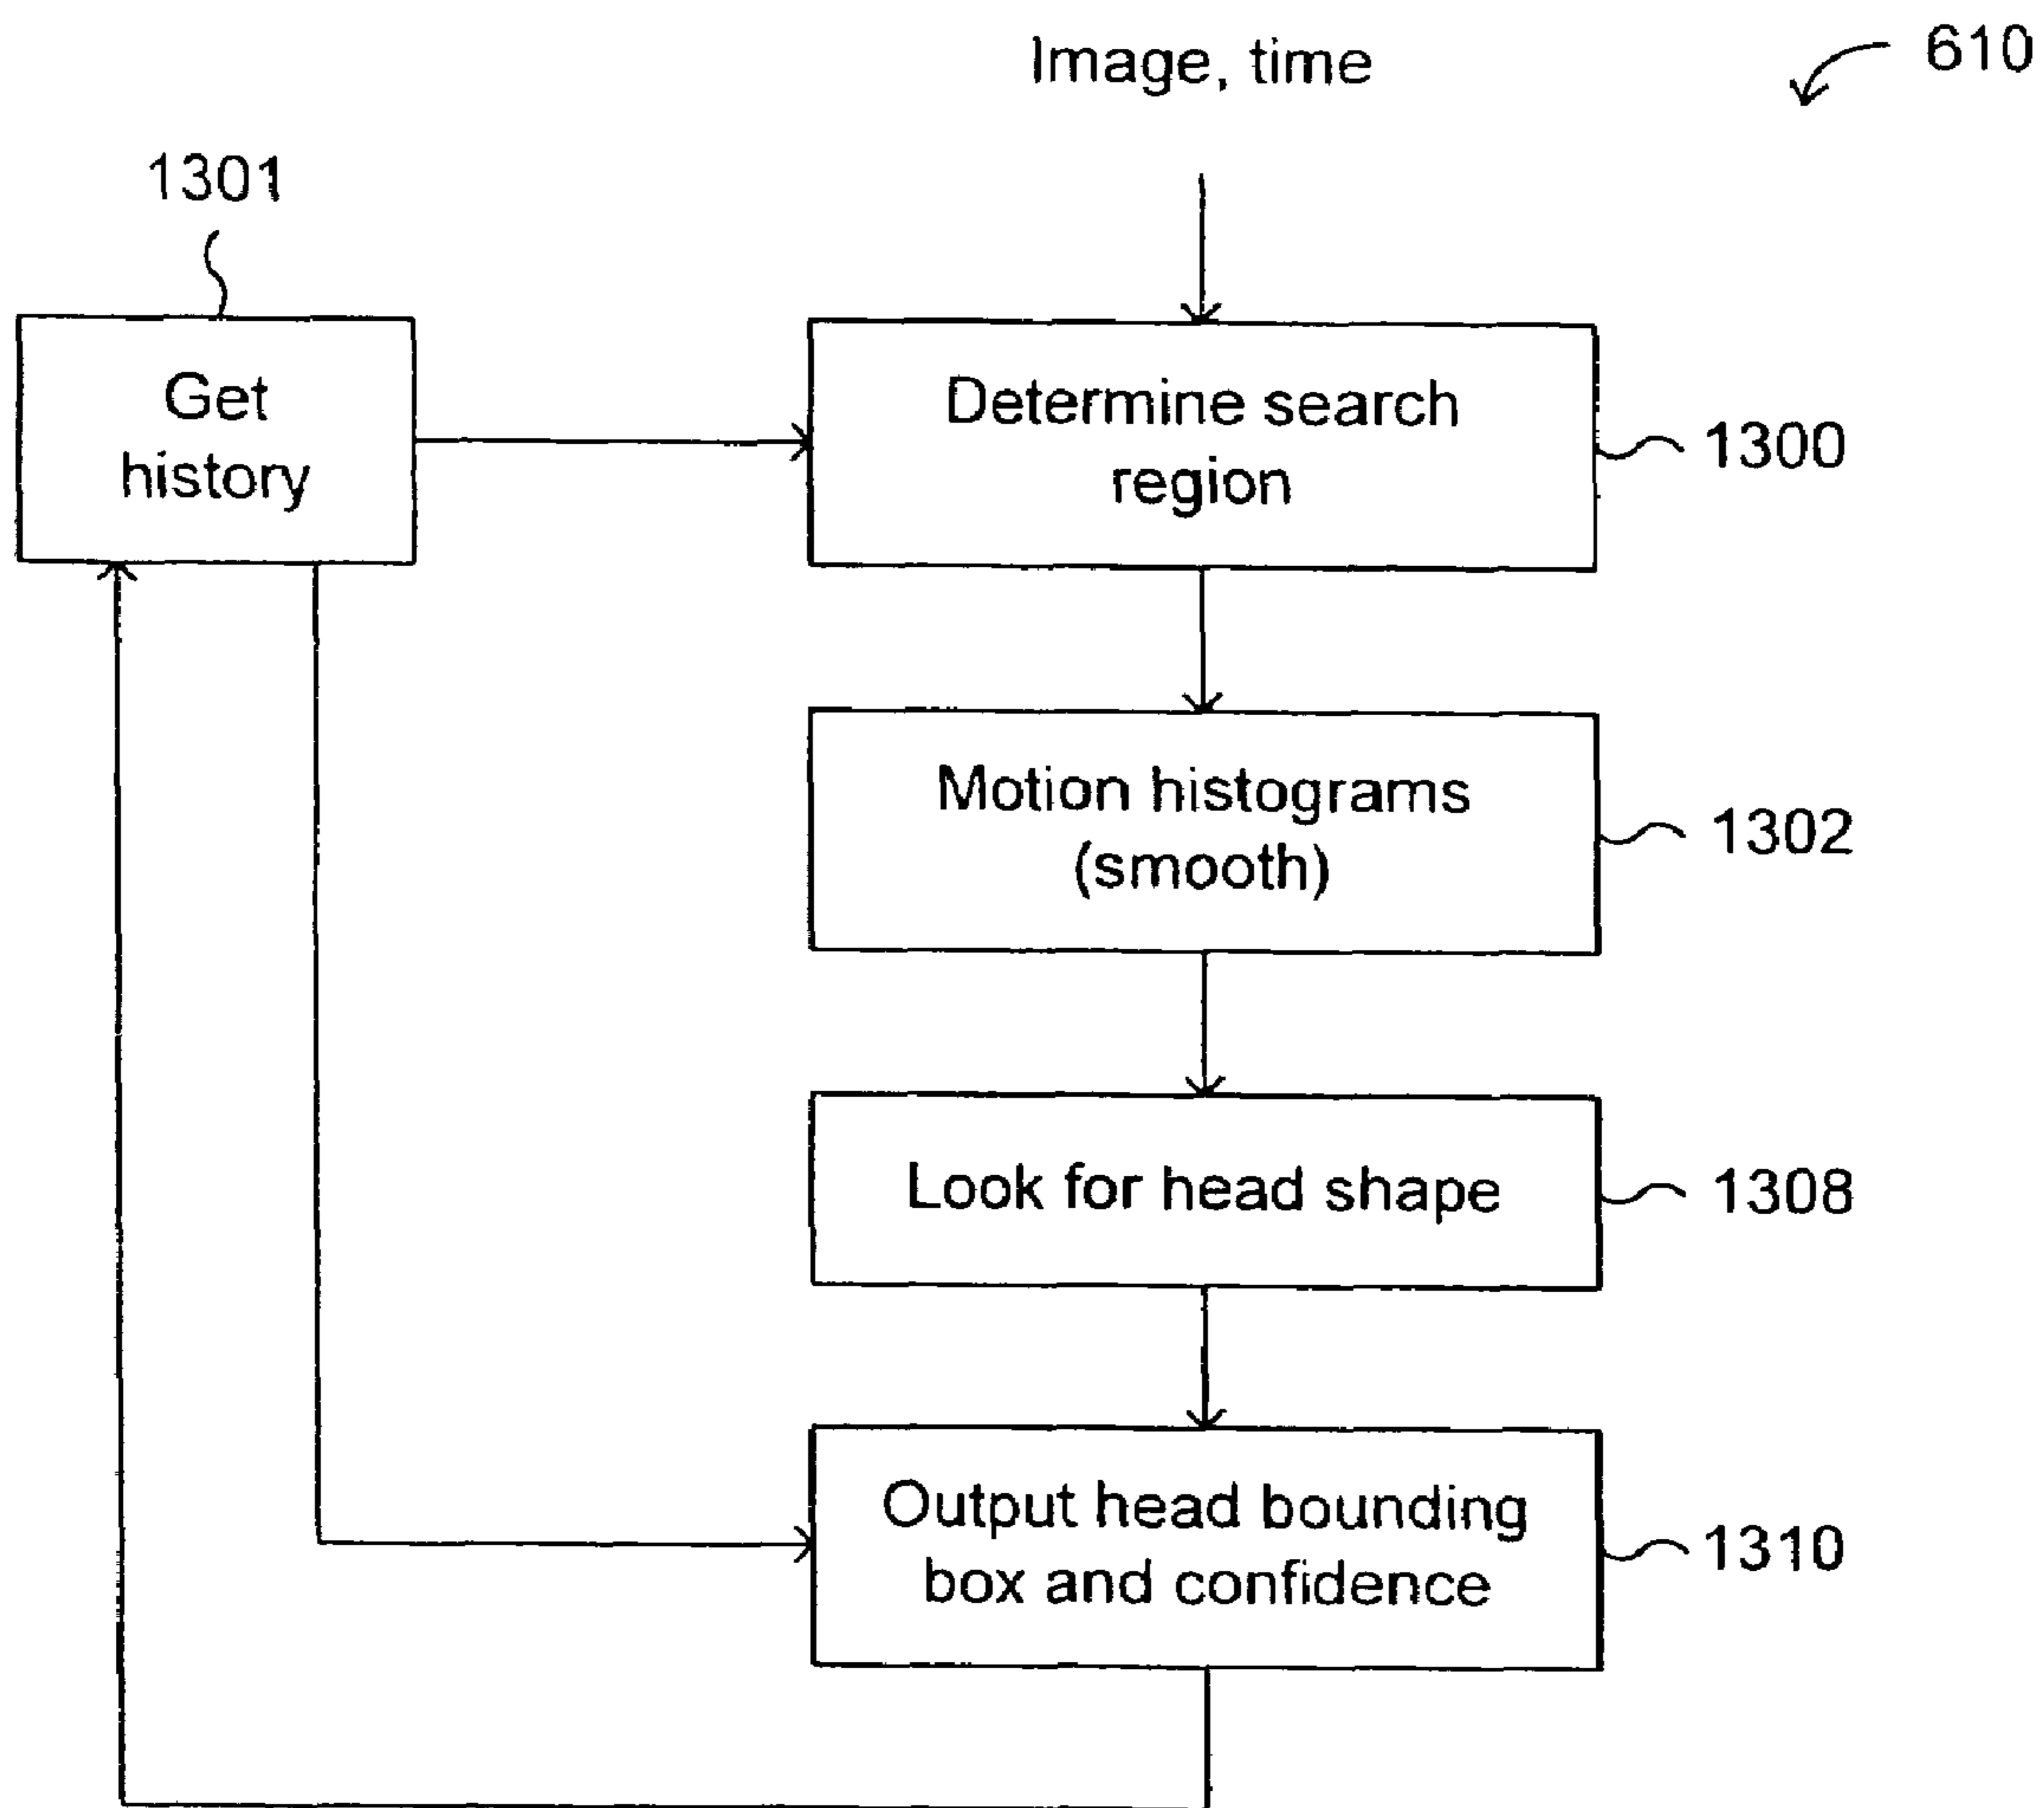 610
Image, time
1301
Get
history
Determine search
region
1300
Motion histograms
(smooth)
1302
Look for head shape
1308
Output head bounding
box and confidence
1310